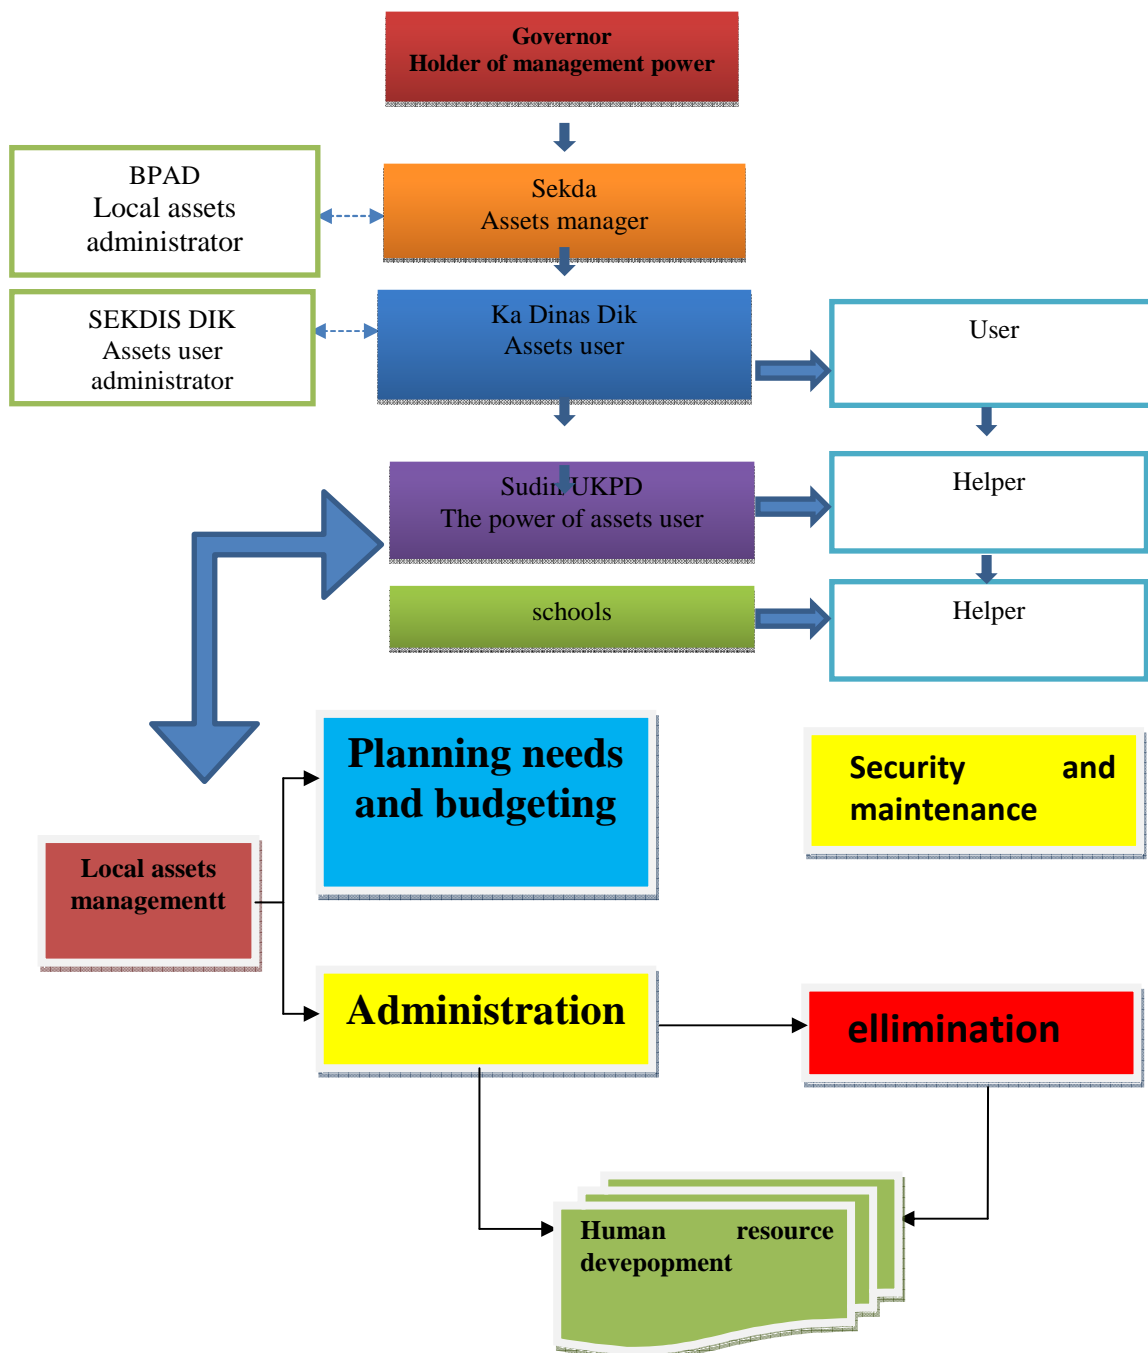 Governor
Holder of management power
BPAD
Local assets
administrator
Sekda
Assets manager
SEKDIS DIK
Assets user
administrator
Ka Dinas Dik
Assets user
User
Sudin/UKPD
The power of assets user
Helper
schools
Helper
Planning needs
and budgeting
Security and
maintenance
Local assets
managementt
Administration
ellimination
Human resource
devepopment